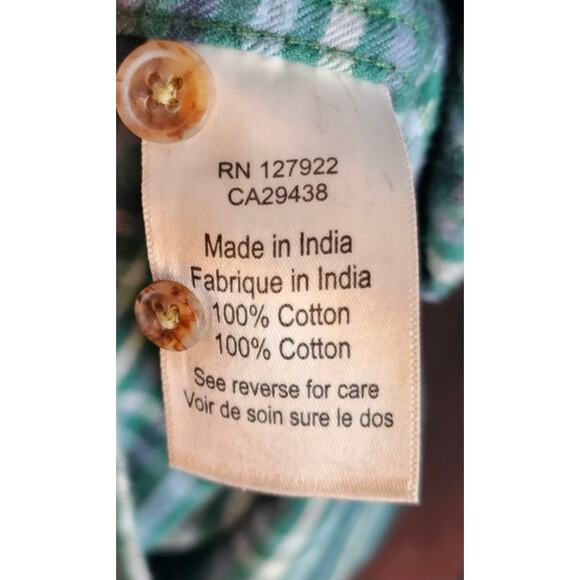 RN 127922
CA29438
Made in India
Fabrique in India
100% Cotton
100% Cotton
See reverse for care
Voir de soin sure le dos